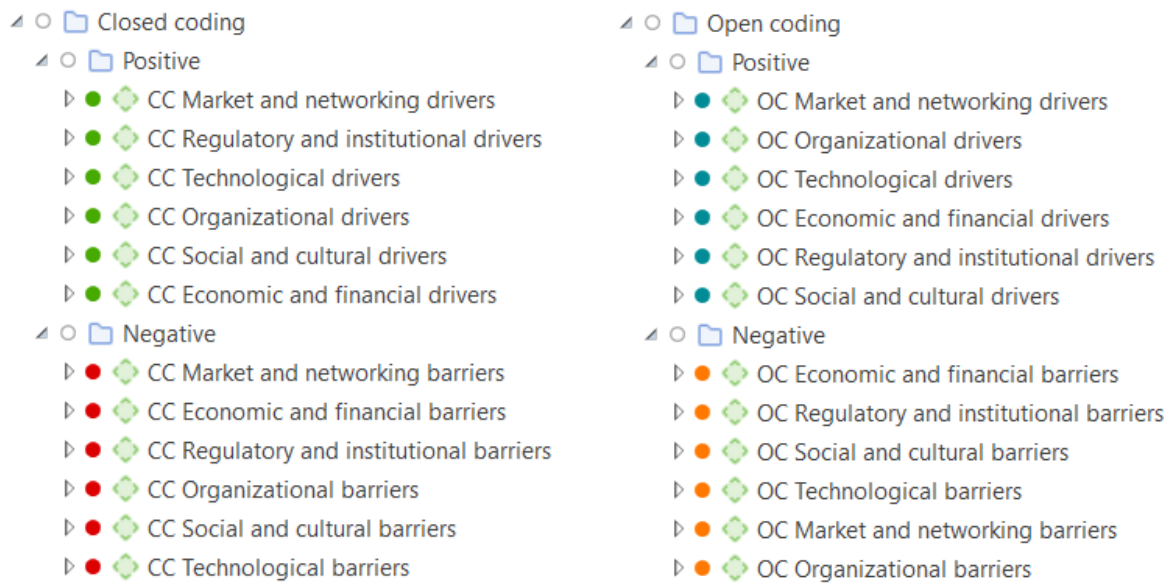 Closed coding
Positive
CC Market and networking drivers
CC Regulatory and institutional drivers
CC Technological drivers
CC Organizational drivers
CC Social and cultural drivers
CC Economic and financial drivers
Negative
CC Market and networking barriers
CC Economic and financial barriers
CC Regulatory and institutional barriers
CC Organizational barriers
CC Social and cultural barriers
CC Technological barriers
Open coding
Positive
OC Market and networking drivers
OC Organizational drivers
OC Technological drivers
OC Economic and financial drivers
OC Regulatory and institutional drivers
OC Social and cultural drivers
Negative
OC Economic and financial barriers
OC Regulatory and institutional barriers
OC Social and cultural barriers
OC Technological barriers
OC Market and networking barriers
OC Organizational barriers